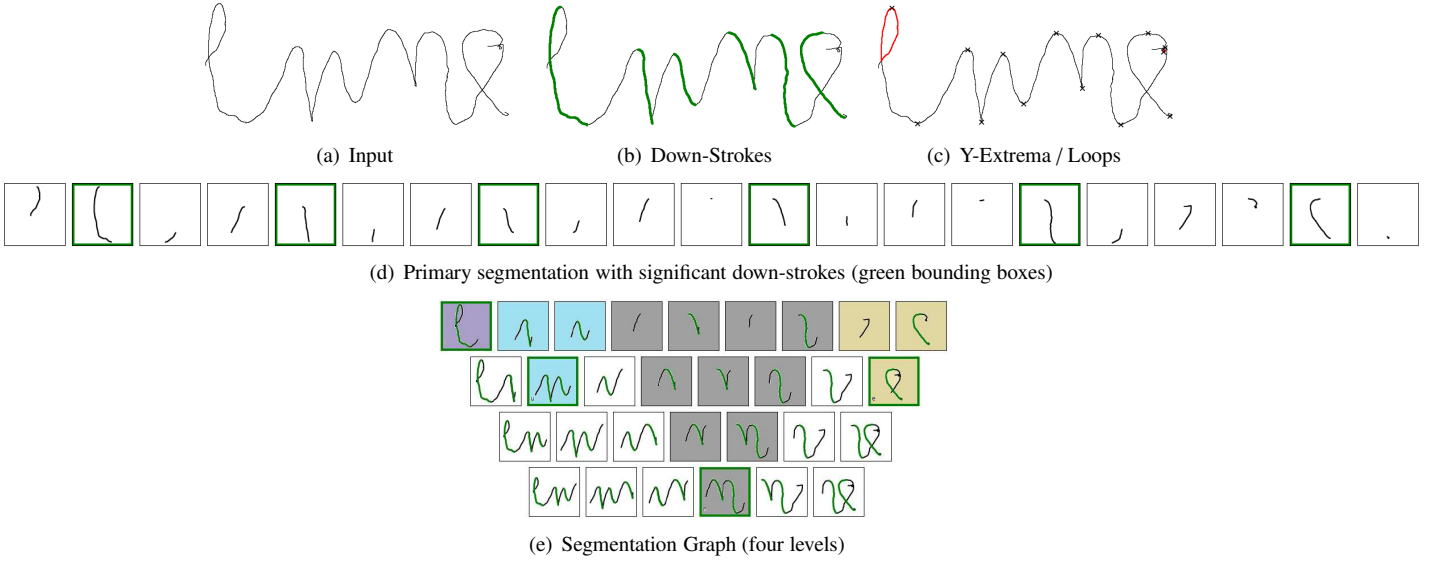 (a) Input
(b) Down-Strokes
(c) Y-Extrema / Loops
(d) Primary segmentation with significant down-strokes (green bounding boxes)
(e) Segmentation Graph (four levels)